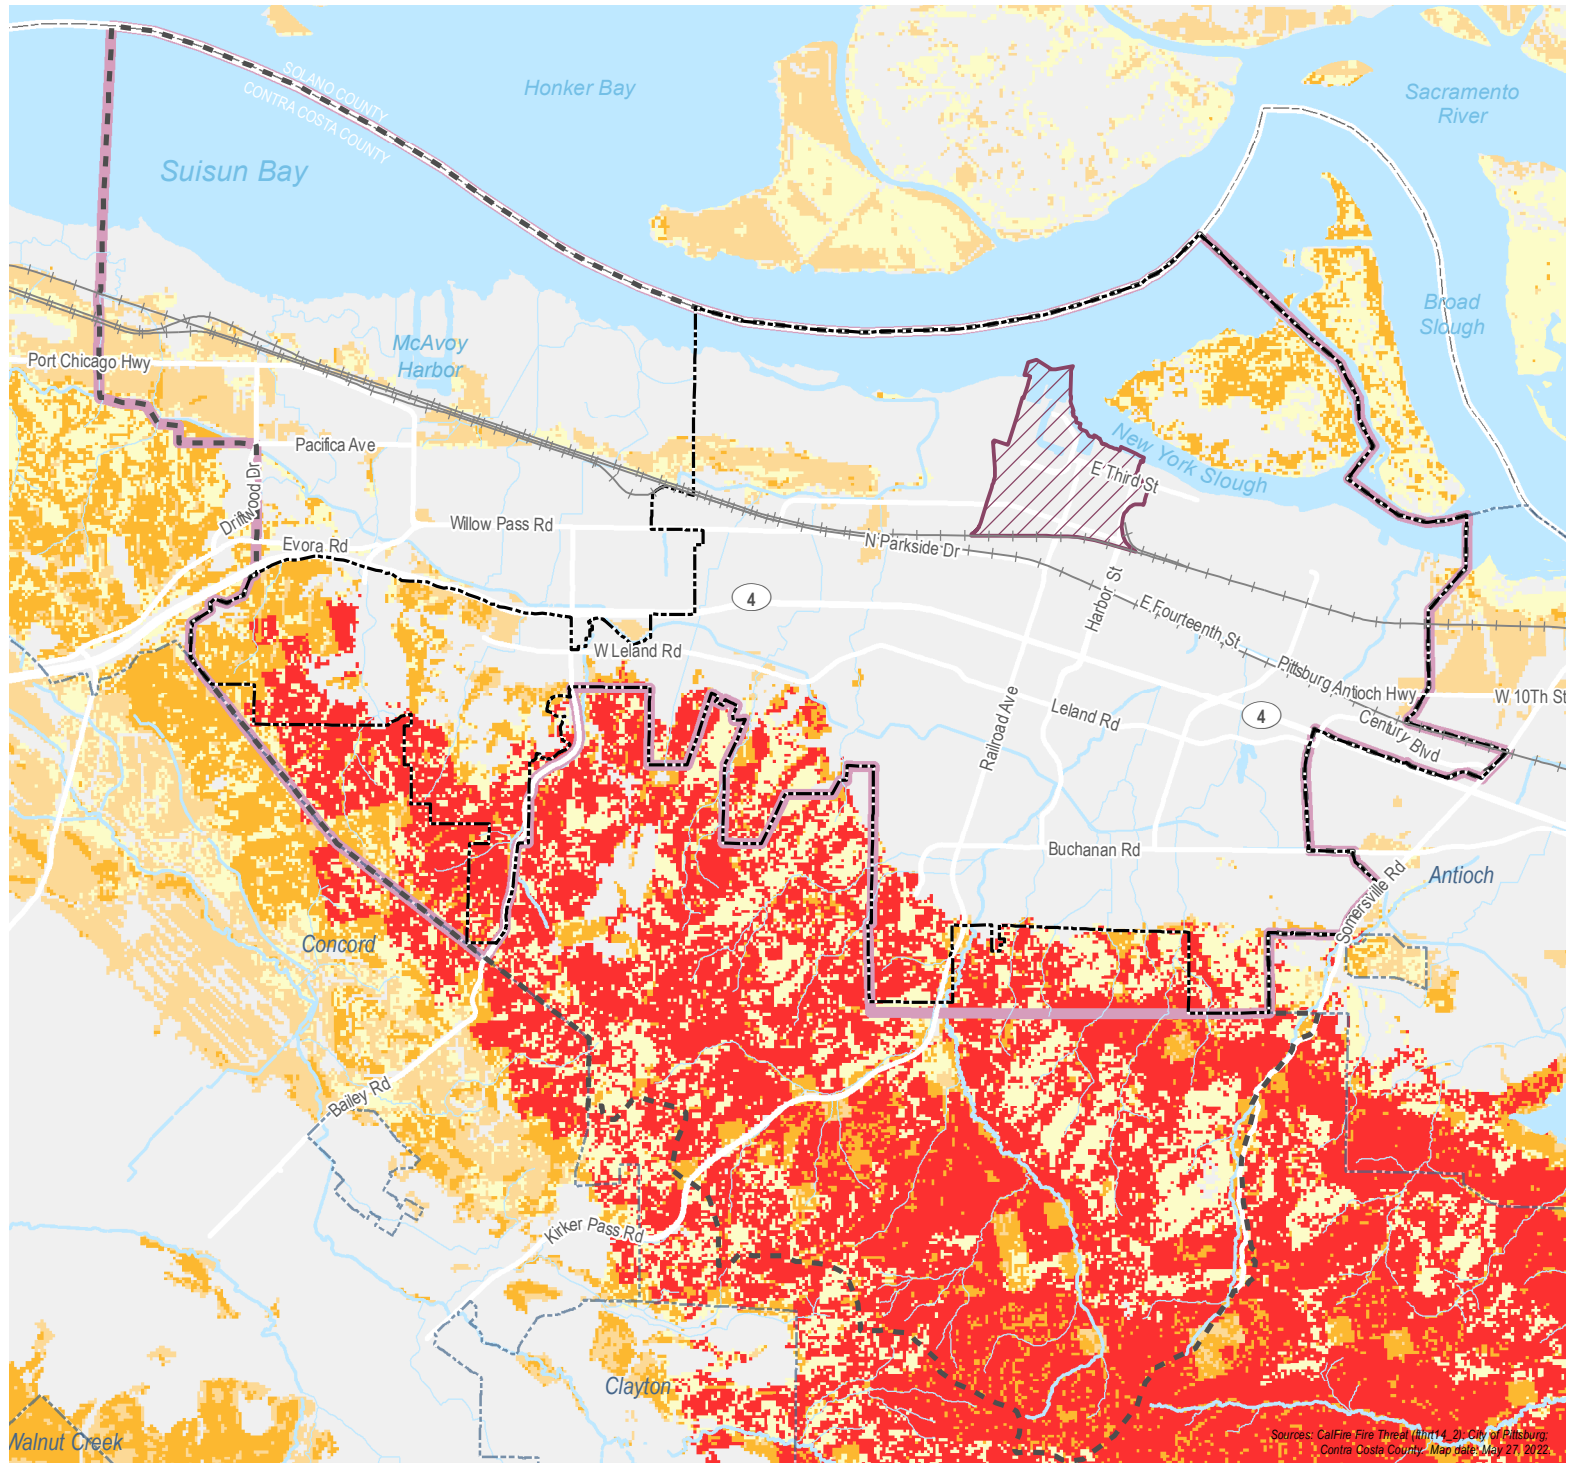 SOLANO COUNTY
CONTRA COSTA COUNTY
Honker Bay
Sacramento
River
Suisun Bay
Broad
Slough
McAvoy
Harbor
Port Chicago Hwy
Pacifica Ave
New York Slough
E Third St
Driftwood Dr
Willow Pass Rd
Evora Rd
N Parkside Dr
4
Harbor St
E Fourteenth St
W Leland Rd
Pittsburg Antioch Hwy
W 10Th St
Railroad Ave
Leland Rd
4
Century Blvd
Buchanan Rd
Antioch
Somersville Rd
Concord
Bailey Rd
Kirker Pass Rd
Clayton
Walnut Creek
Sources: CalFire Fire Threat (fthrt14_2); City of Pittsburg;
Contra Costa County. Map date: May 27, 2022.